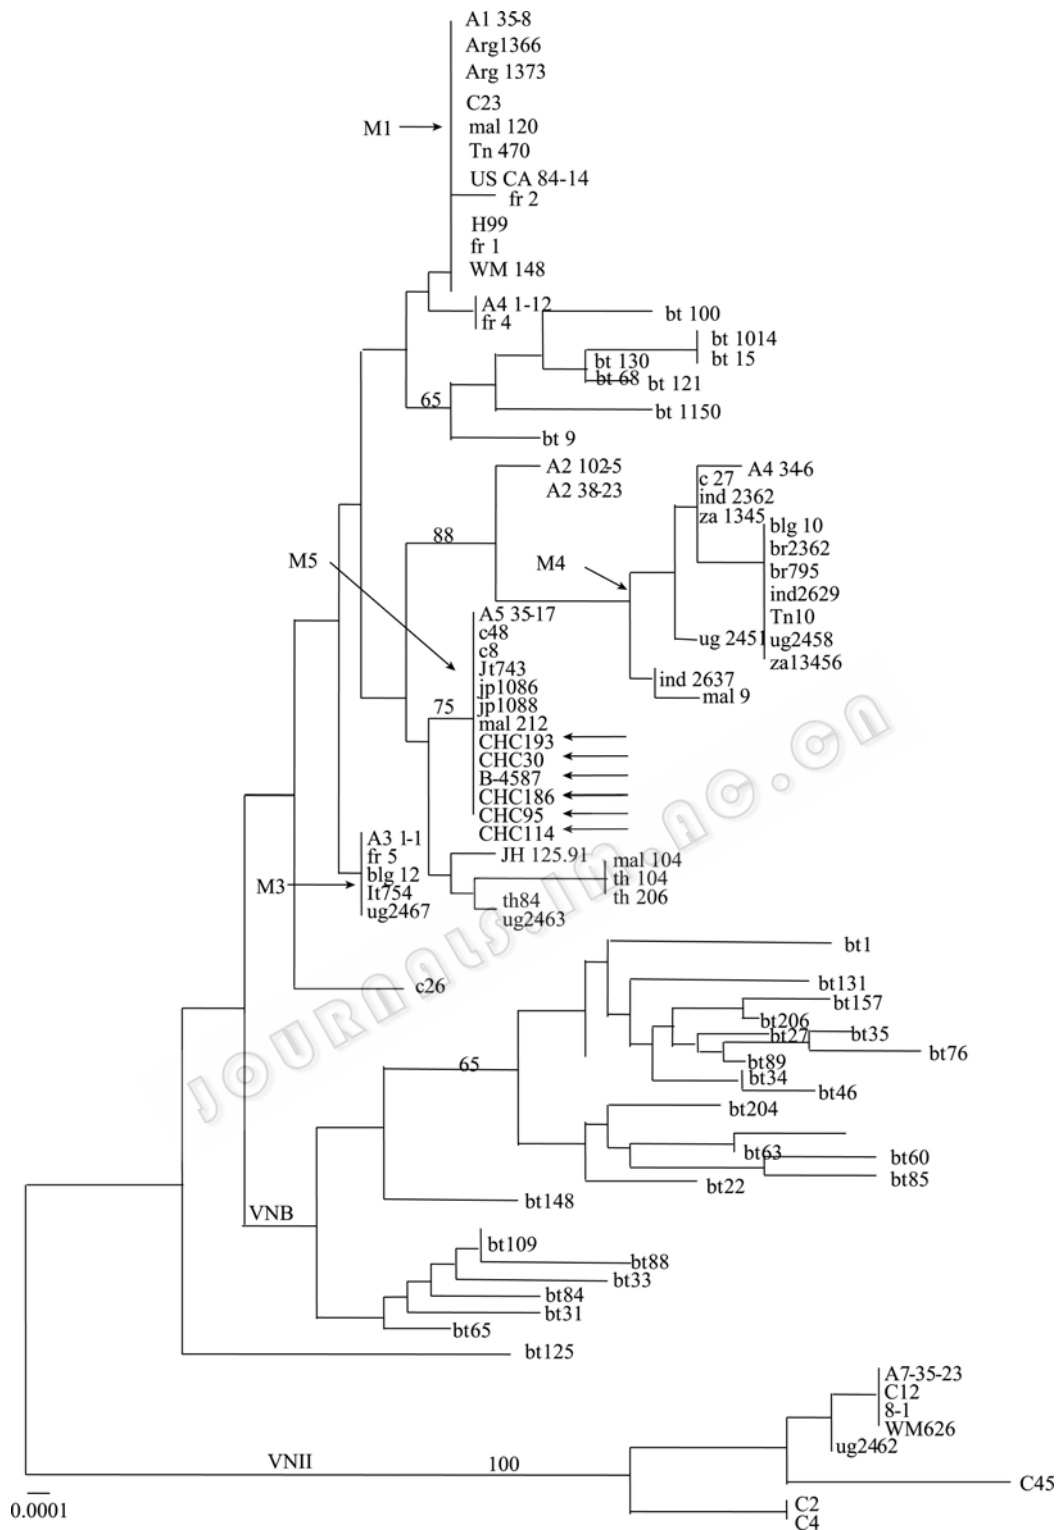 A1 35-8
Arg1366
Arg 1373
C23
M1
mal 120
Tn 470
US CA 84-14
fr 2
H99
fr 1
WM 148
A4 1-12
fr 4
bt 100
bt 1014
bt 15
bt 130
bt 68
bt 121
65
bt 1150
bt 9
A2 102-5
A2 38-23
A4 34-6
c 27
ind 2362
za 1345
blg 10
br2362
br795
ind2629
Tn10
ug2458
za13456
88
M5
M4
ug 2451
ind 2637
mal 9
A5 35-17
c48
c8
Jt743
jp1086
jp1088
75
mal 212
CHC193
CHC30
B-4587
CHC186
CHC95
CHC114
A3 1-1
fr 5
blg 12
M3
It754
ug2467
JH 125.91
mal 104
th 104
th 206
th84
ug2463
c26
bt1
bt131
bt157
bt206
bt27
bt35
bt76
bt89
bt34
bt46
65
bt204
bt63
bt60
bt85
bt22
bt148
VNB
bt109
bt88
bt33
bt84
bt31
bt65
bt125
A7-35-23
C12
8-1
WM626
ug2462
VNII
100
C45
C2
C4
0.0001
JOURNALS.IM.AC.CN